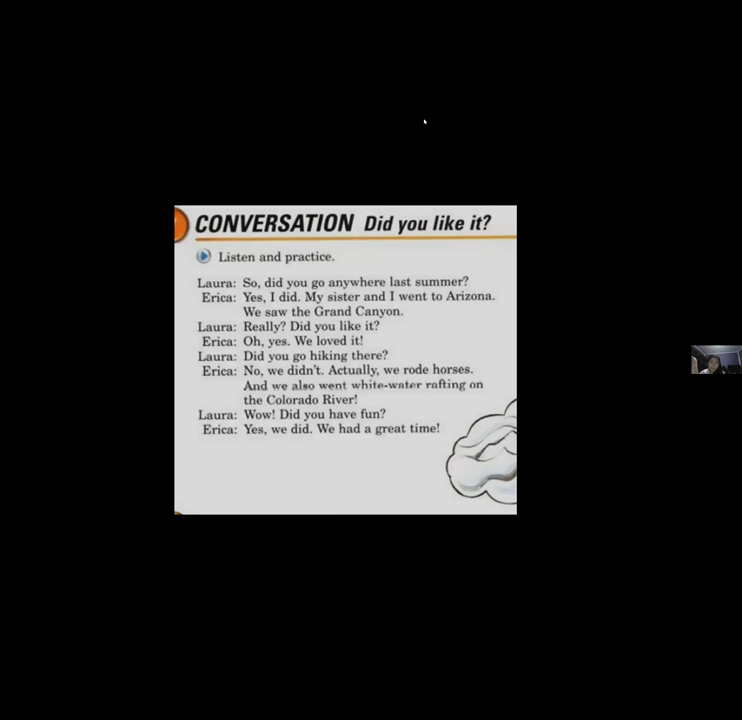 CONVERSATION Did you like it?
Listen and practice.
Laura: So, did you go anywhere last summer?
Erica: Yes, I did. My sister and I went to Arizona.
We saw the Grand Canyon.
Laura: Really? Did you like it?
Erica: Oh, yes. We loved it!
Laura: Did you go hiking there?
Erica: No, we didn't. Actually, we rode horses.
And we also went white-water rafting on
the Colorado River!
Laura: Wow! Did you have fun?
Erica: Yes, we did. We had a great time!